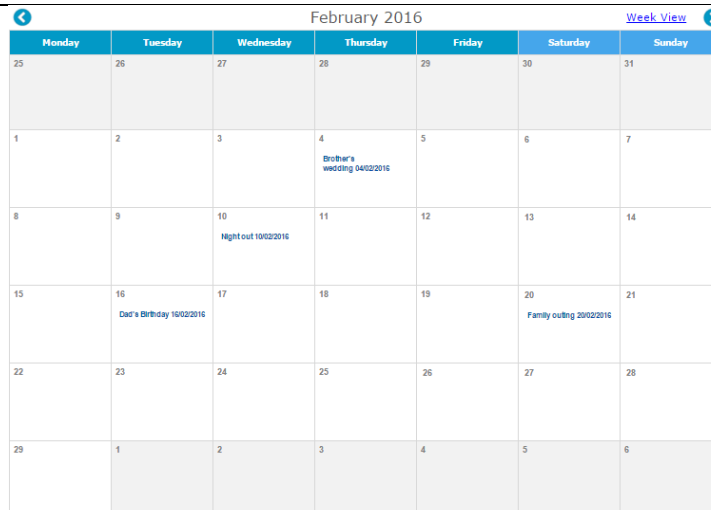 February 2016 Week View
Monday Tuesday Wednesday Thursday Friday Saturday Sunday
25 26 27 28 29 30 31
1 2 3 4 5 6 7
Brother's
wedding 04/02/2016
8 9 10 11 12 13 14
Night out 10/02/2016
15 16 17 18 19 20 21
Dad's Birthday 16/02/2016 Family outing 20/02/2016
22 23 24 25 26 27 28
29 1 2 3 4 5 6